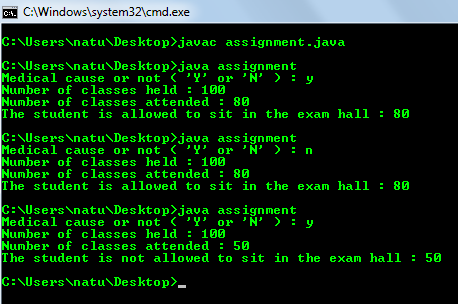 C:\Windows\system32\cmd.exe
C:\Users\natu\Desktop>javac assignment.java
C:\Users\natu\Desktop>java assignment
Medical cause or not ( 'Y' or 'N' ) : y
Number of classes held : 100
Number of classes attended : 80
The student is allowed to sit in the exam hall : 80
C:\Users\natu\Desktop>java assignment
Medical cause or not ( 'Y' or 'N' ) : n
Number of classes held : 100
Number of classes attended : 80
The student is allowed to sit in the exam hall : 80
C:\Users\natu\Desktop>java assignment
Medical cause or not ( 'Y' or 'N' ) : y
Number of classes held : 100
Number of classes attended : 50
The student is not allowed to sit in the exam hall : 50
C:\Users\natu\Desktop>_